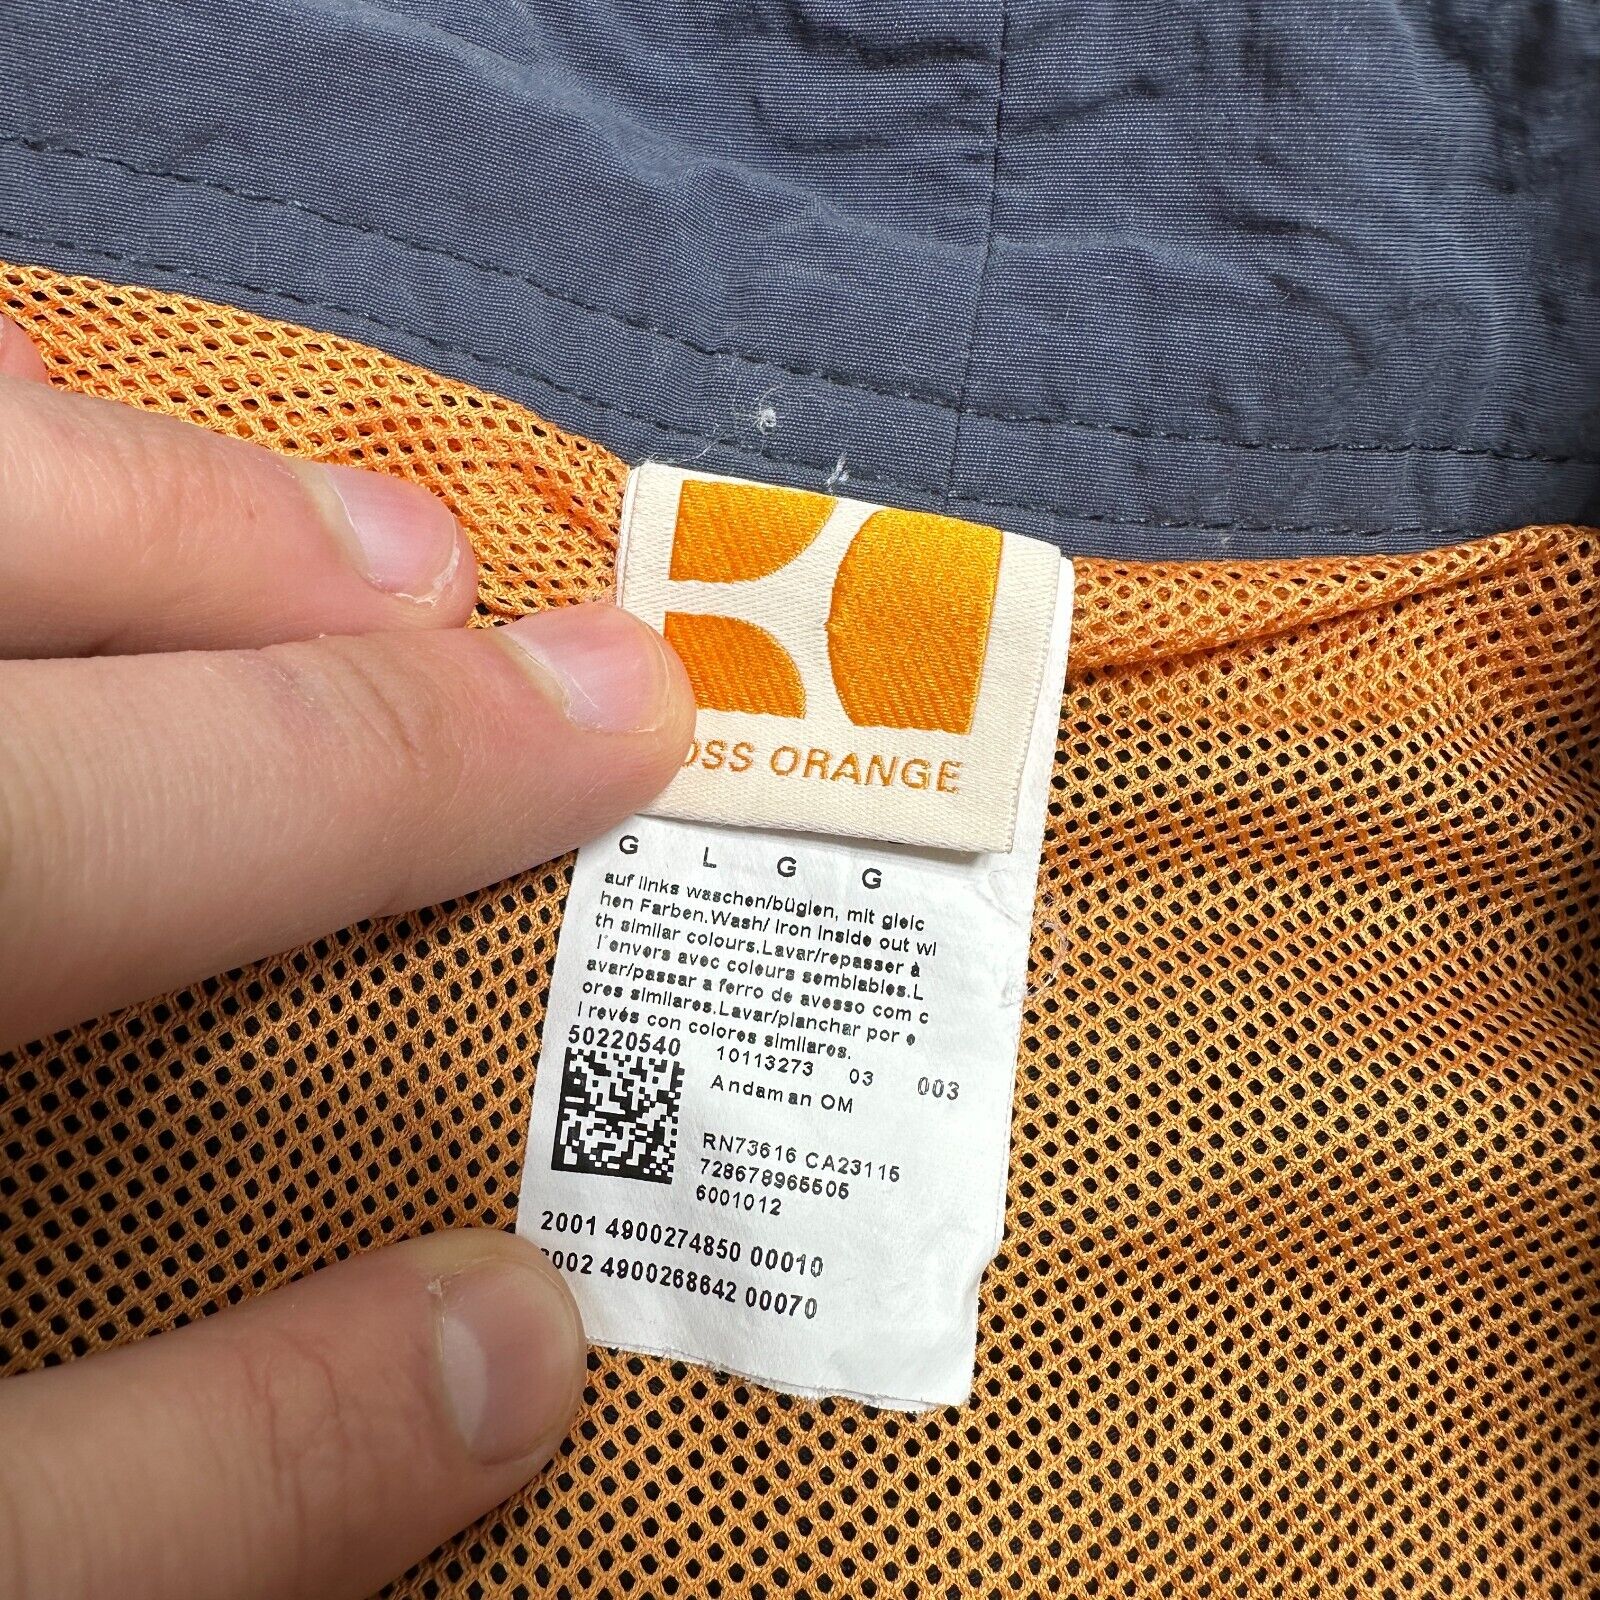 OSS ORANGE
G L G G
auf links waschen/büglen, mit gleic
hen Farben.Wash/ Iron Inside out wi
th similar colours.Lavar/repasser à
l´envers avec coleurs semblables.L
avar/passar a ferro de avesso com c
ores similares.Lavar/planchar por e
l revés con colores similares.
50220540 10113273 03 003
Andaman OM
RN73616 CA23115
728678965505
6001012
2001 4900274850 00010
002 4900268642 00070